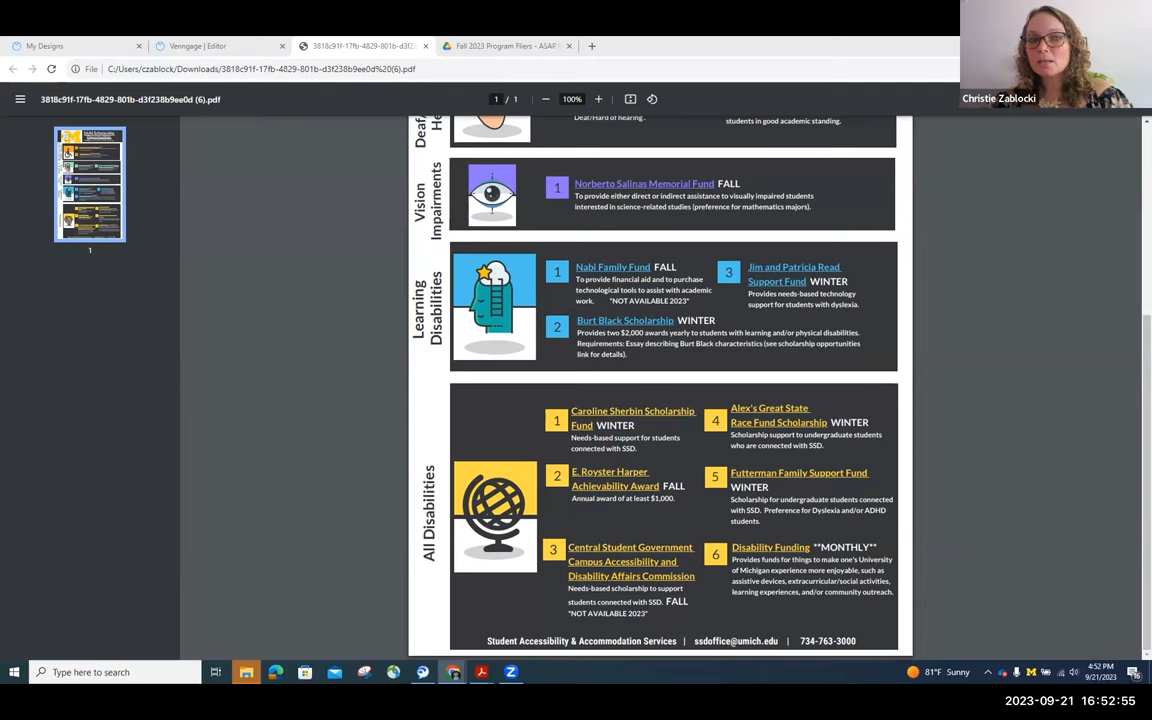 My Designs
Venngage | Editor
3818c91f-17fb-4829-801b-d3f23
Fall 2023 Program Fliers - ASAP
File
C:/Users/czablock/Downloads/3818c91f-17fb-4829-801b-d3f238b9ee0d%20(6).pdf
3818c91f-17fb-4829-801b-d3f238b9ee0d (6).pdf
1 / 1
100%
Christie Zablocki
1
Deaf/
Deaf/Hard of hearing.
students in good academic standing.
Vision
Impairments
1
Norberto Salinas Memorial Fund FALL
To provide either direct or indirect assistance to visually impaired students
interested in science-related studies (preference for mathematics majors).
Learning
Disabilities
1
Nabi Family Fund FALL
To provide financial aid and to purchase
technological tools to assist with academic
work. *NOT AVAILABLE 2023*
3
Jim and Patricia Read
Support Fund WINTER
Provides needs-based technology
support for students with dyslexia.
2
Burt Black Scholarship WINTER
Provides two $2,000 awards yearly to students with learning and/or physical disabilities.
Requirements: Essay describing Burt Black characteristics (see scholarship opportunities
link for details).
All Disabilities
1
Caroline Sherbin Scholarship
Fund WINTER
Needs-based support for students
connected with SSD.
2
E. Royster Harper
Achievability Award FALL
Annual award of at least $1,000.
3
Central Student Government
Campus Accessibility and
Disability Affairs Commission
Needs-based scholarship to support
students connected with SSD. FALL
*NOT AVAILABLE 2023*
4
Alex's Great State
Race Fund Scholarship WINTER
Scholarship support to undergraduate students
who are connected with SSD.
5
Futterman Family Support Fund
WINTER
Scholarship for undergraduate students connected
with SSD. Preference for Dyslexia and/or ADHD
students.
6
Disability Funding **MONTHLY**
Provides funds for things to make one's University
of Michigan experience more enjoyable, such as
assistive devices, extracurricular/social activities,
learning experiences, and/or community outreach.
Student Accessibility & Accommodation Services | ssdoffice@umich.edu | 734-763-3000
Type here to search
81°F Sunny
4:52 PM
9/21/2023
2023-09-21 16:52:55